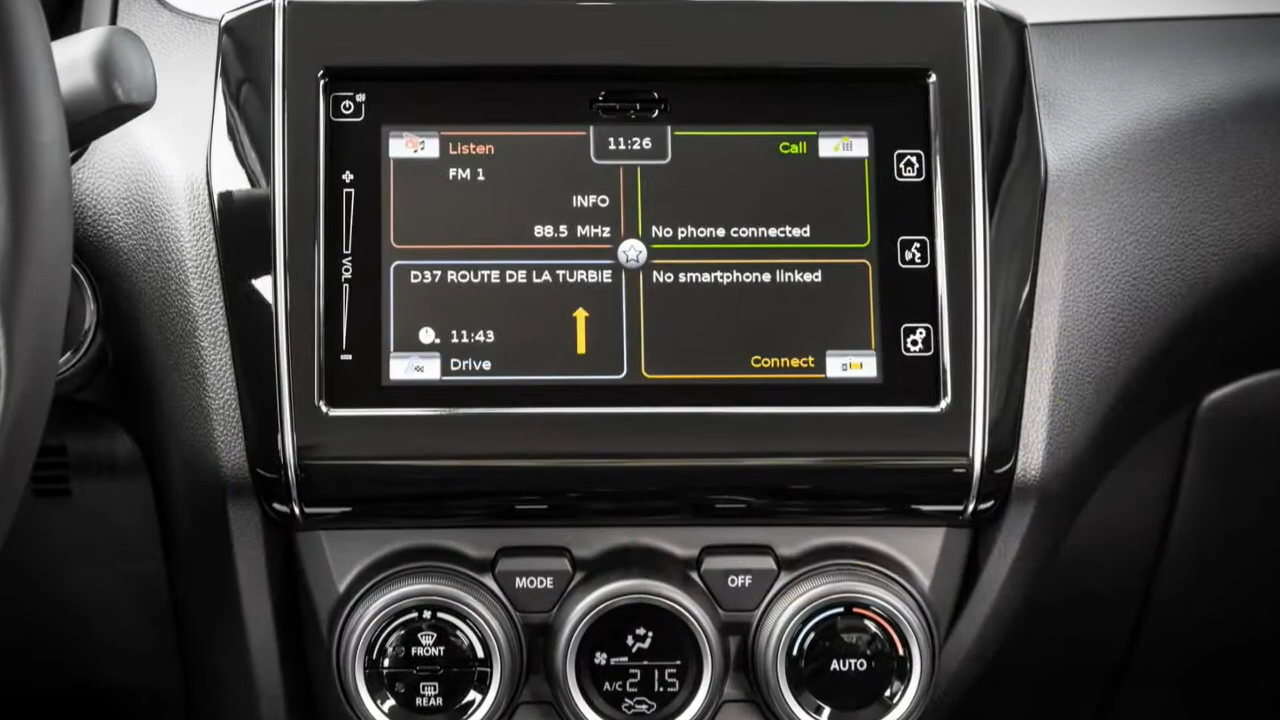 11:26
Listen
FM 1
INFO
88.5 MHz
Call
No phone connected
VOL
D37 ROUTE DE LA TURBIE
11:43
Drive
No smartphone linked
Connect
MODE
OFF
FRONT
REAR
A/C 21.5
AUTO